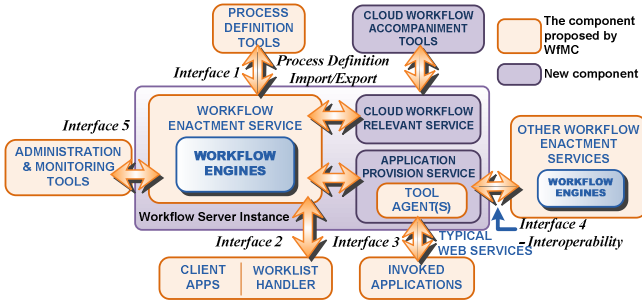 PROCESS
DEFINITION
TOOLS
CLOUD WORKFLOW
ACCOMPANIMENT
TOOLS
The component
proposed by
WfMC
New component
Interface 1
Process Definition
Import/Export
WORKFLOW
ENACTMENT SERVICE
WORKFLOW
ENGINES
CLOUD WORKFLOW
RELEVANT SERVICE
Interface 5
ADMINISTRATION
& MONITORING
TOOLS
APPLICATION
PROVISION SERVICE
TOOL
AGENT(S)
OTHER WORKFLOW
ENACTMENT
SERVICES
WORKFLOW
ENGINES
Workflow Server Instance
Interface 2
Interface 3
TYPICAL
WEB SERVICES
Interface 4
- Interoperability
CLIENT
APPS
WORKLIST
HANDLER
INVOKED
APPLICATIONS